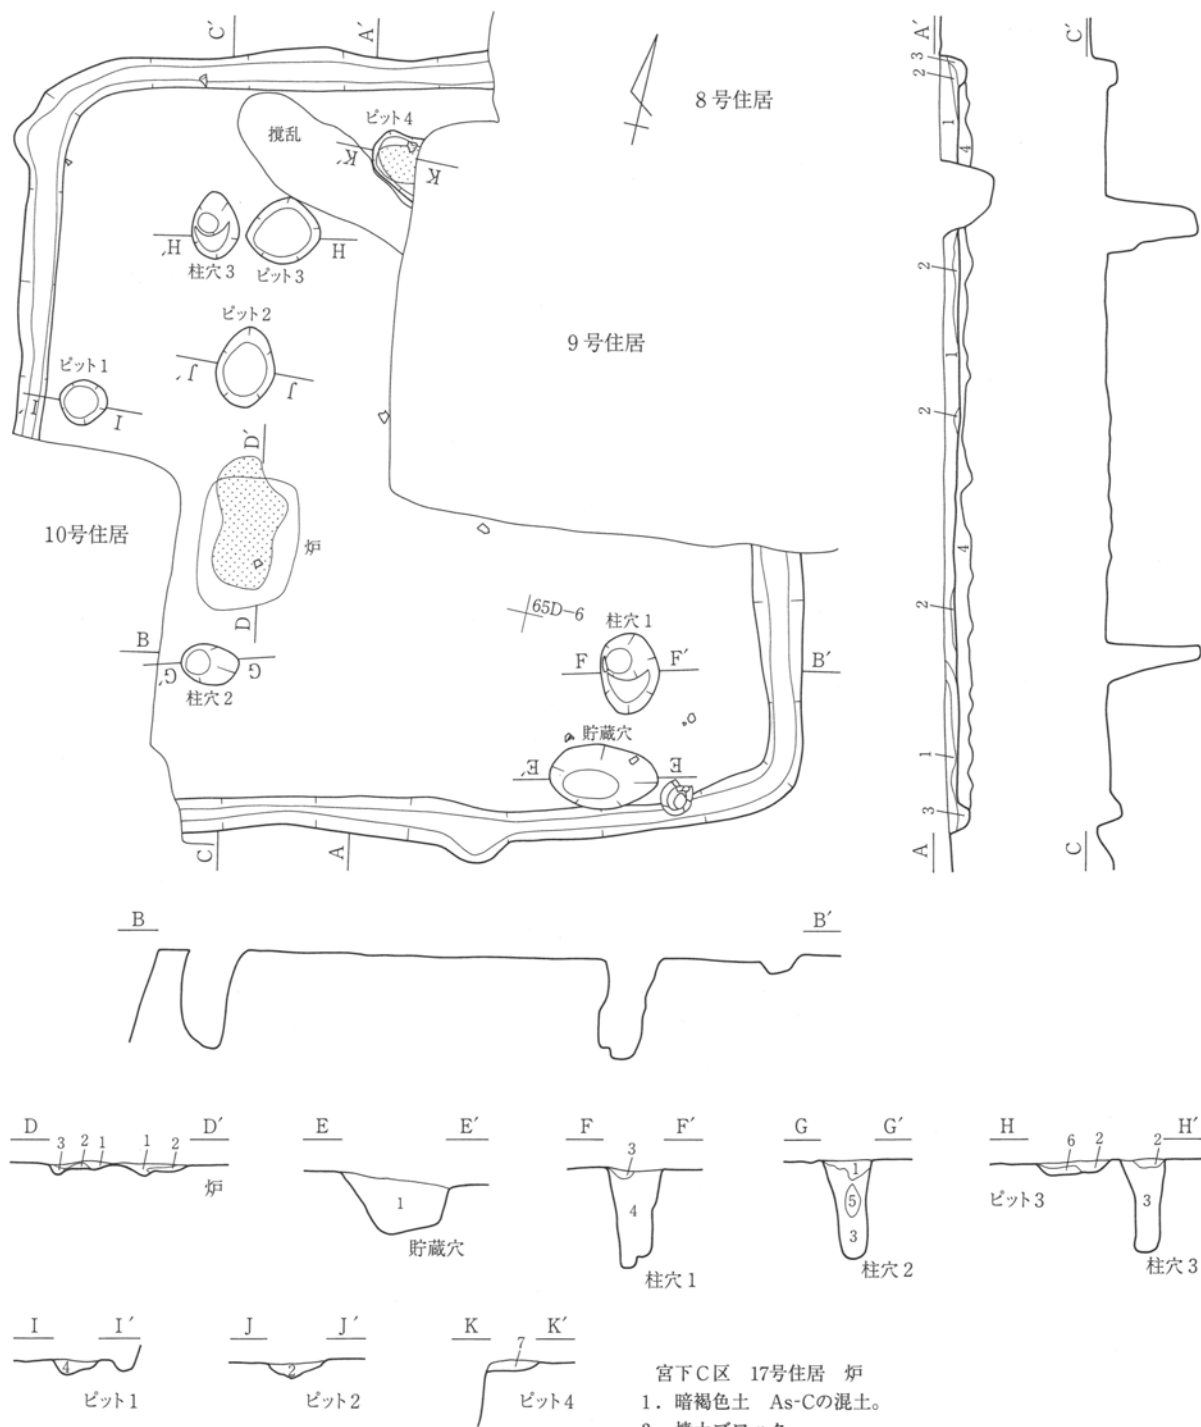 C′ A′
8号住居
撹乱
ピット4
K′ K
H′ H
柱穴3 ピット3
ピット2
9号住居
J′ J
ピット1
I′ I
D′
10号住居
炉
D
65D-6
柱穴1
B
F F′
B′
G′ G
柱穴2
貯蔵穴
E′ E
C A
A′
3
2
1
4
2
1
2
4
2
1
3
A
C′
C
B B′
D D′
3 2 1 1 2
炉
E E′
1
貯蔵穴
F F′
3
4
柱穴1
G G′
1
5
3
柱穴2
H H′
6 2 2
ピット3
3
柱穴3
I I′
4
ピット1
J J′
2
ピット2
K K′
7
ピット4
宮下C区 17号住居 炉
1. 暗褐色土 As-Cの混土。